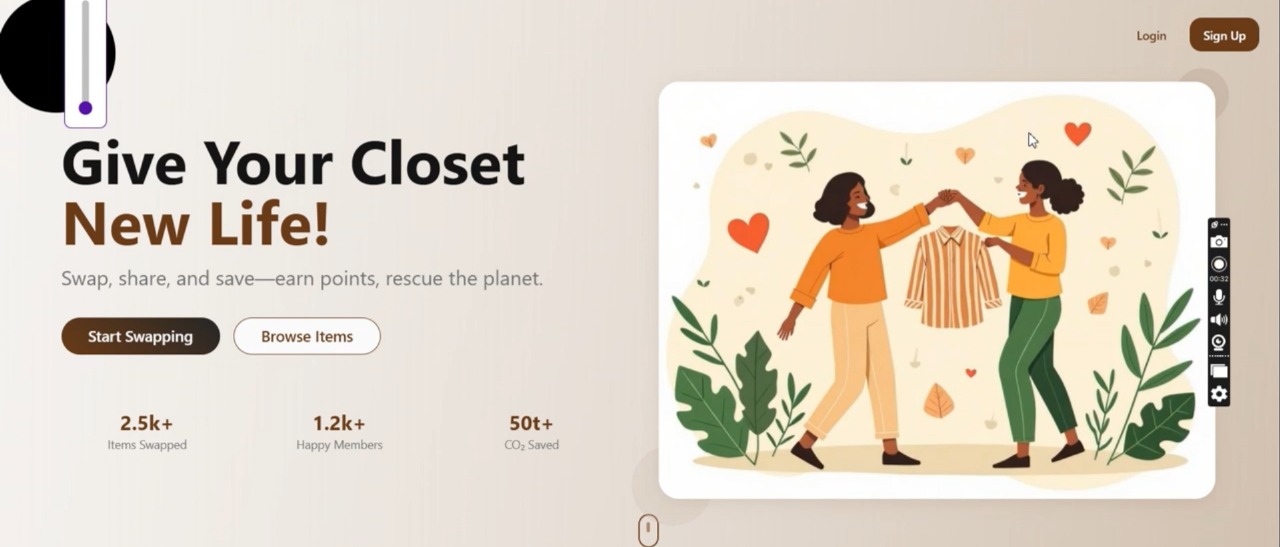 Login
Sign Up
Give Your Closet
New Life!
Swap, share, and save—earn points, rescue the planet.
Start Swapping
Browse Items
2.5k+
Items Swapped
1.2k+
Happy Members
50t+
CO₂ Saved
00:32